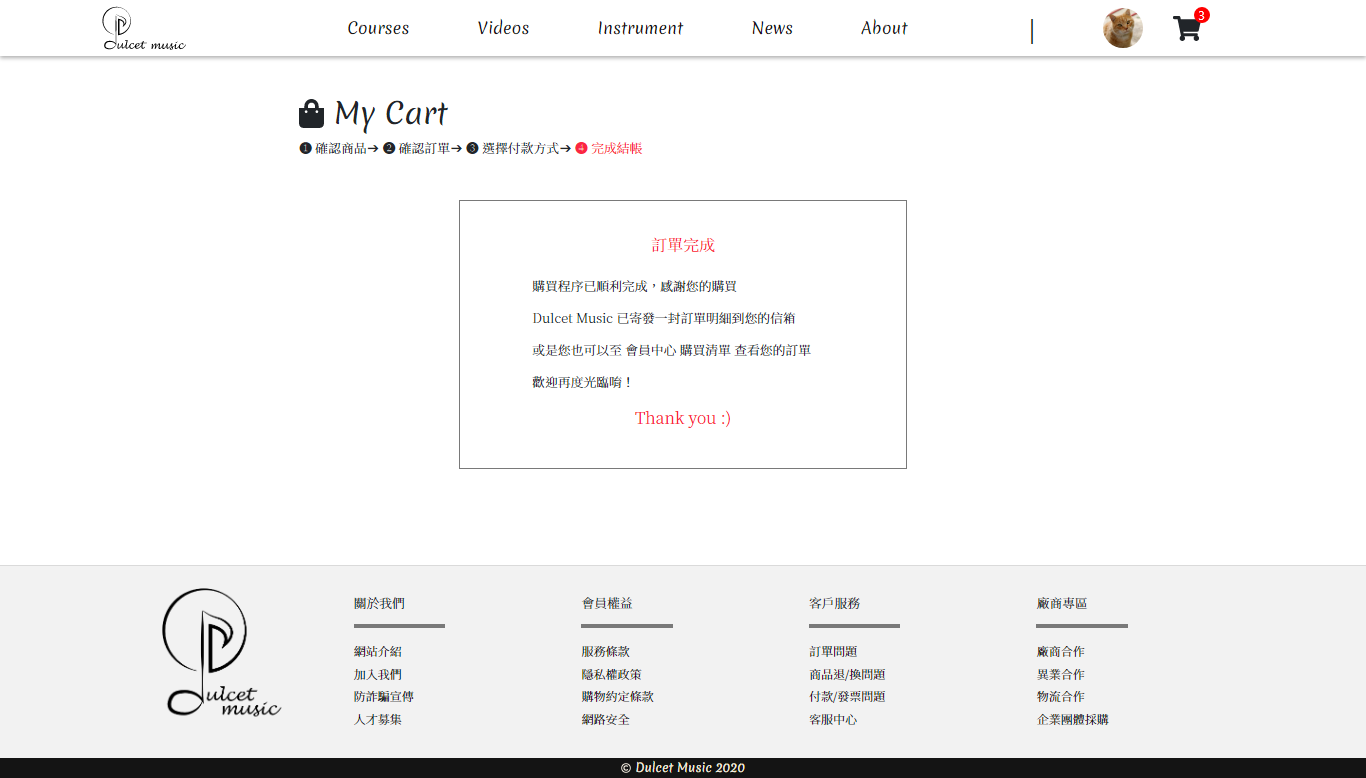 Dulcet music
Courses
Videos
Instrument
News
About
|
3
My Cart
❶ 確認商品➔ ❷ 確認訂單➔ ❸ 選擇付款方式➔ ❹ 完成結帳
訂單完成
購買程序已順利完成，感謝您的購買
Dulcet Music 已寄發一封訂單明細到您的信箱
或是您也可以至 會員中心 購買清單 查看您的訂單
歡迎再度光臨唷！
Thank you :)
Dulcet
music
關於我們
網站介紹
加入我們
防詐騙宣傳
人才募集
會員權益
服務條款
隱私權政策
購物約定條款
網路安全
客戶服務
訂單問題
商品退/換問題
付款/發票問題
客服中心
廠商專區
廠商合作
異業合作
物流合作
企業團體採購
© Dulcet Music 2020